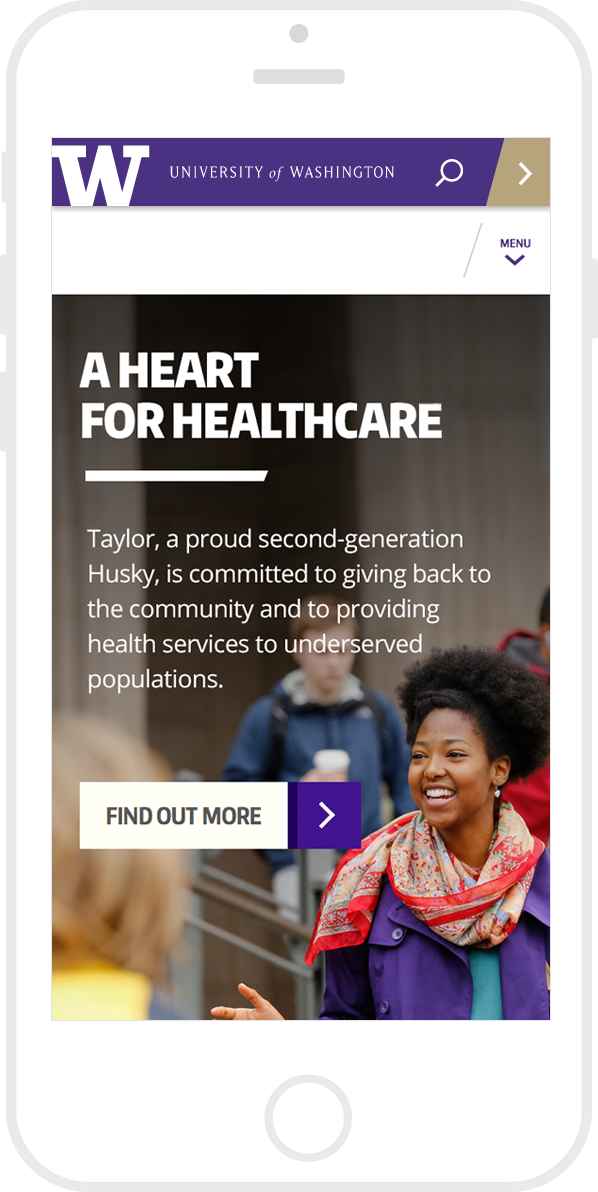 W UNIVERSITY of WASHINGTON
MENU
A HEART
FOR HEALTHCARE
Taylor, a proud second-generation
Husky, is committed to giving back to
the community and to providing
health services to underserved
populations.
FIND OUT MORE